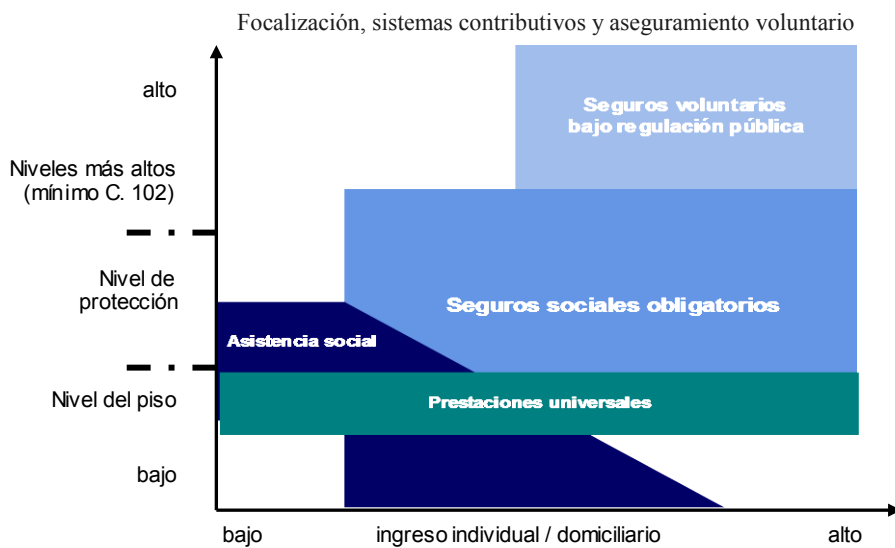 Focalización, sistemas contributivos y aseguramiento voluntario
alto
Seguros voluntarios
bajo regulación pública
Niveles más altos
(mínimo C. 102)
Nivel de
protección
Seguros sociales obligatorios
Asistencia social
Nivel del piso
Prestaciones universales
bajo
bajo
ingreso individual / domiciliario
alto